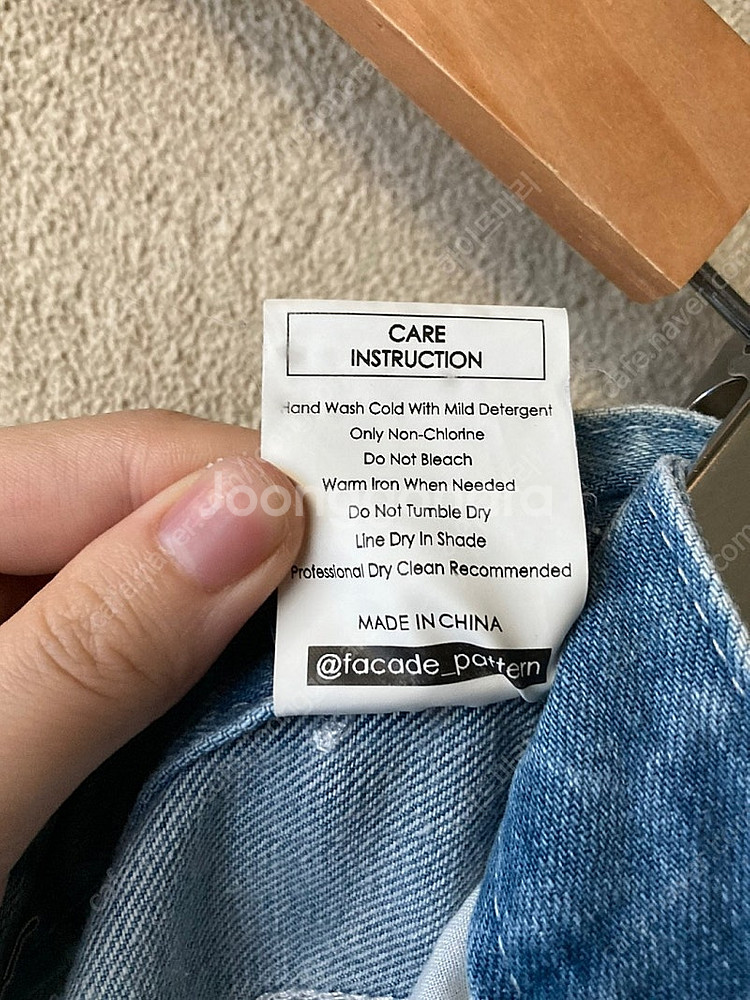 CARE
INSTRUCTION
Hand Wash Cold With Mild Detergent
Only Non-Chlorine
Do Not Bleach
Warm Iron When Needed
Do Not Tumble Dry
Line Dry In Shade
Professional Dry Clean Recommended
MADE IN CHINA
@facade_pattern
Joonggonara